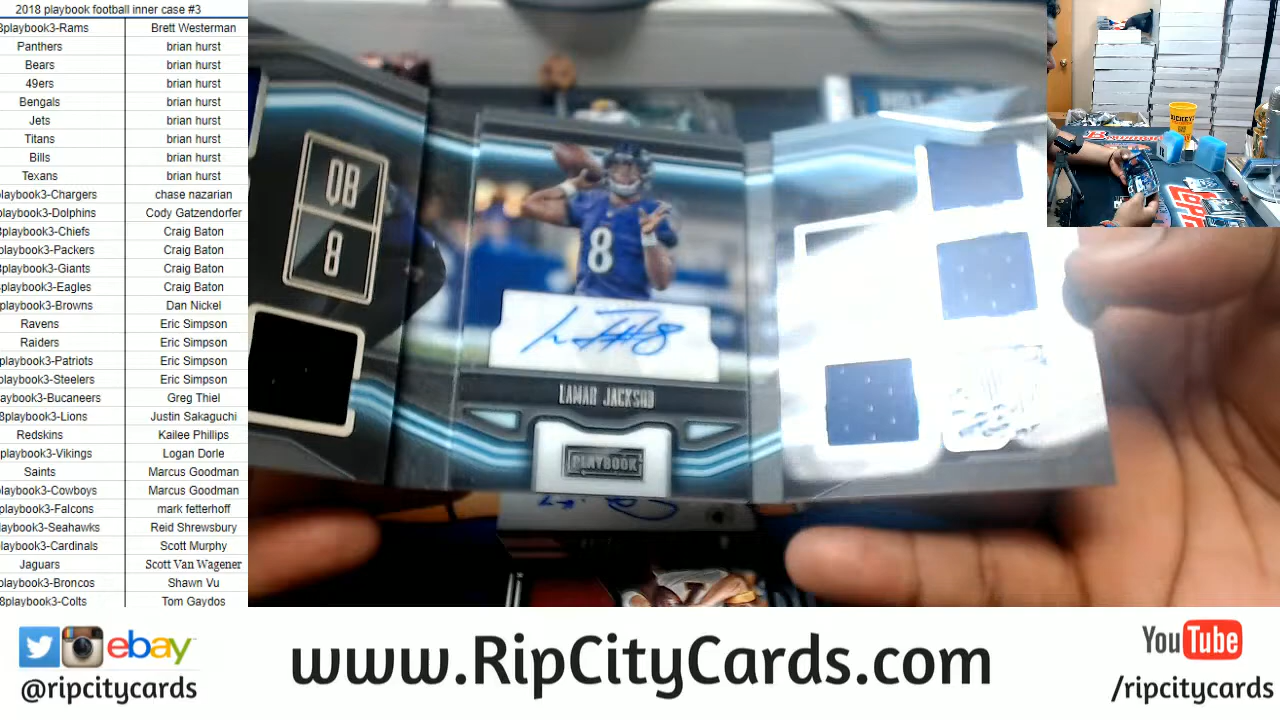 2018 playbook football inner case #3
8playbook3-Rams Brett Westerman
Panthers brian hurst
Bears brian hurst
49ers brian hurst
Bengals brian hurst
Jets brian hurst
Titans brian hurst
Bills brian hurst
Texans brian hurst
playbook3-Chargers chase nazarian
playbook3-Dolphins Cody Gatzendorfer
playbook3-Chiefs Craig Baton
playbook3-Packers Craig Baton
playbook3-Giants Craig Baton
playbook3-Eagles Craig Baton
playbook3-Browns Dan Nickel
Ravens Eric Simpson
Raiders Eric Simpson
playbook3-Patriots Eric Simpson
playbook3-Steelers Eric Simpson
aybook3-Bucaneers Greg Thiel
8playbook3-Lions Justin Sakaguchi
Redskins Kailee Phillips
playbook3-Vikings Logan Dorle
Saints Marcus Goodman
playbook3-Cowboys Marcus Goodman
playbook3-Falcons mark fetterhoff
aybook3-Seahawks Reid Shrewsbury
playbook3-Cardinals Scott Murphy
Jaguars Scott Van Wagener
playbook3-Broncos Shawn Vu
8playbook3-Colts Tom Gaydos
QB
8
8
LAMAR JACKSON
PLAYBOOK
ebay
@ripcitycards
www.RipCityCards.com
YouTube
/ripcitycards